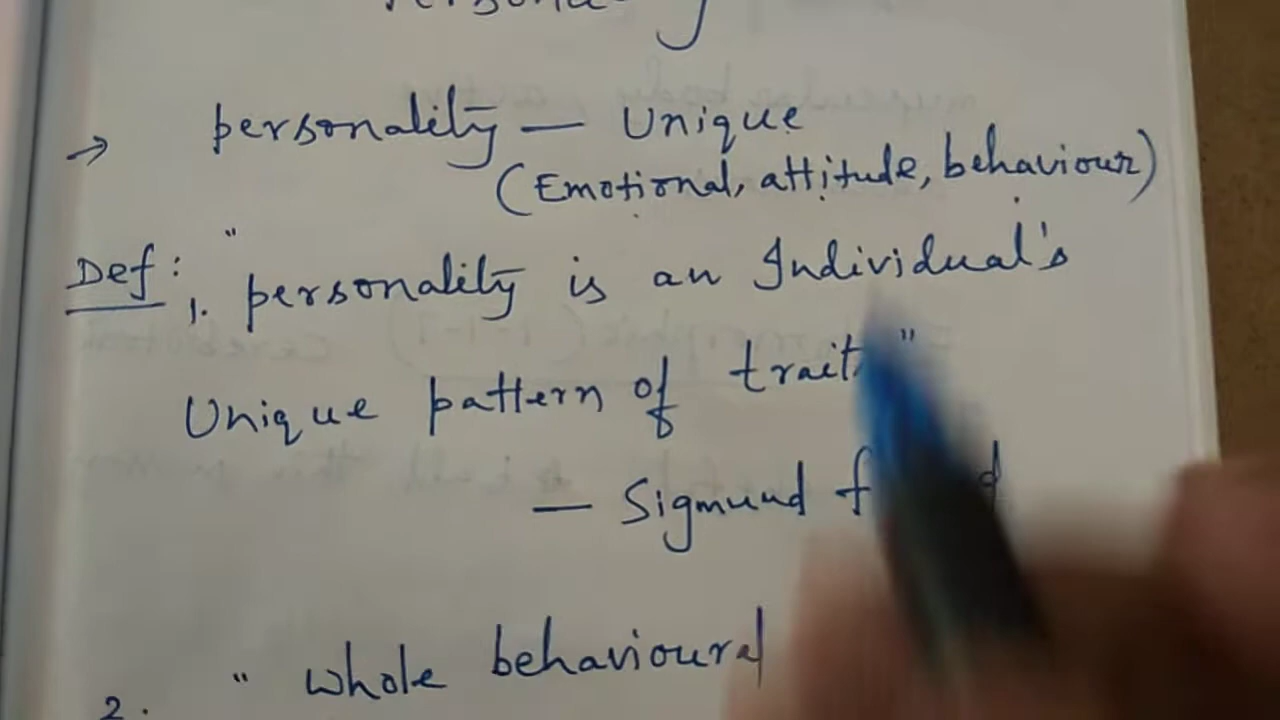 → personality — Unique
(Emotional, attitude, behaviour)
Def: 1. "personality is an Individual's
Unique pattern of trait "
— Sigmund
2. " whole behavioural